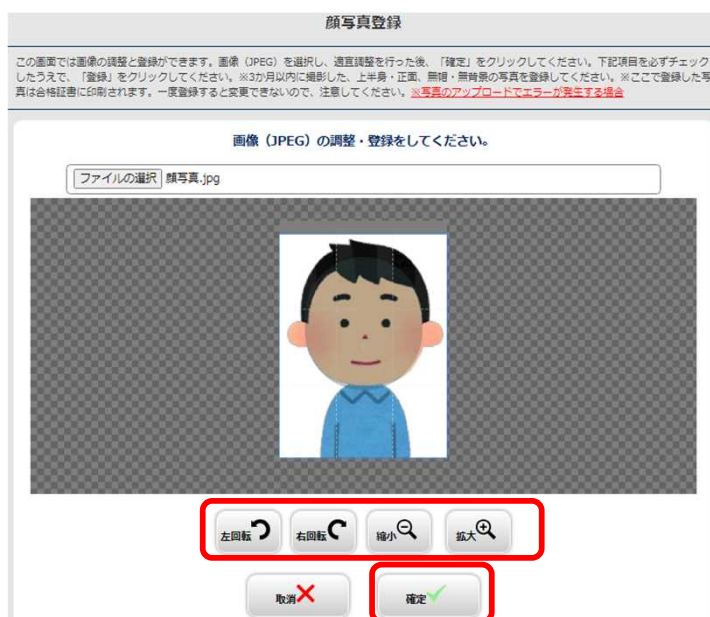 顔写真登録
この画面では画像の調整と登録ができます。画像（JPEG）を選択し、適宜調整を行った後、「確定」をクリックしてください。下記項目を必ずチェック
したうえで、「登録」をクリックしてください。※3か月以内に撮影した、上半身・正面、無帽・無背景の写真を登録してください。※ここで登録した写
真は合格証書に印刷されます。一度登録すると変更できないので、注意してください。※写真のアップロードでエラーが発生する場合
画像（JPEG）の調整・登録をしてください。
ファイルの選択 顔写真.jpg
左回転 右回転 縮小 拡大
取消 確定